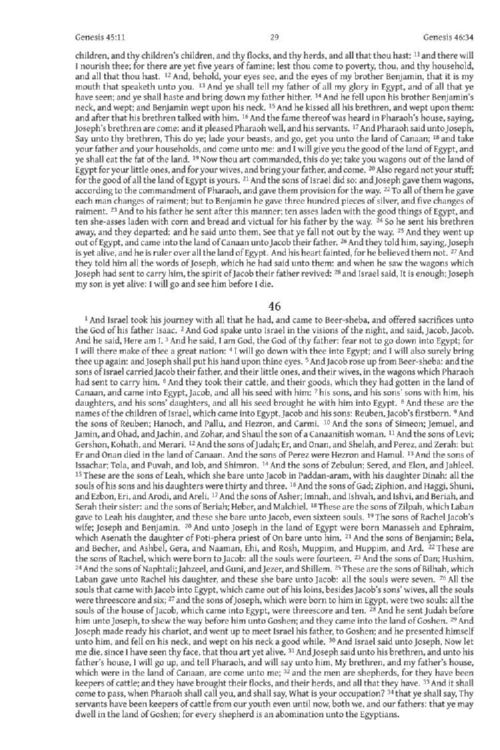 Genesis 45:11 29 Genesis 46:34
children, and thy children's children, and thy flocks, and thy herds, and all that thou hast: 11 and there will
I nourish thee; for there are yet five years of famine; lest thou come to poverty, thou, and thy household,
and all that thou hast. 12 And, behold, your eyes see, and the eyes of my brother Benjamin, that it is my
mouth that speaketh unto you. 13 And ye shall tell my father of all my glory in Egypt, and of all that ye
have seen; and ye shall haste and bring down my father hither. 14 And he fell upon his brother Benjamin's
neck, and wept; and Benjamin wept upon his neck. 15 And he kissed all his brethren, and wept upon them:
and after that his brethren talked with him. 16 And the fame thereof was heard in Pharaoh's house, saying,
Joseph's brethren are come: and it pleased Pharaoh well, and his servants. 17 And Pharaoh said unto Joseph,
Say unto thy brethren, This do ye; lade your beasts, and go, get you unto the land of Canaan; 18 and take
your father and your households, and come unto me: and I will give you the good of the land of Egypt, and
ye shall eat the fat of the land. 19 Now thou art commanded, this do ye; take you wagons out of the land of
Egypt for your little ones, and for your wives, and bring your father, and come. 20 Also regard not your stuff;
for the good of all the land of Egypt is yours. 21 And the sons of Israel did so: and Joseph gave them wagons,
according to the commandment of Pharaoh, and gave them provision for the way. 22 To all of them he gave
each man changes of raiment; but to Benjamin he gave three hundred pieces of silver, and five changes of
raiment. 23 And to his father he sent after this manner; ten asses laden with the good things of Egypt, and
ten she-asses laden with corn and bread and victual for his father by the way. 24 So he sent his brethren
away, and they departed: and he said unto them, See that ye fall not out by the way. 25 And they went up
out of Egypt, and came into the land of Canaan unto Jacob their father. 26 And they told him, saying, Joseph
is yet alive, and he is ruler over all the land of Egypt. And his heart fainted, for he believed them not. 27 And
they told him all the words of Joseph, which he had said unto them: and when he saw the wagons which
Joseph had sent to carry him, the spirit of Jacob their father revived: 28 and Israel said, It is enough; Joseph
my son is yet alive: I will go and see him before I die.
46
1 And Israel took his journey with all that he had, and came to Beer-sheba, and offered sacrifices unto
the God of his father Isaac. 2 And God spake unto Israel in the visions of the night, and said, Jacob, Jacob.
And he said, Here am I. 3 And he said, I am God, the God of thy father: fear not to go down into Egypt; for
I will there make of thee a great nation: 4 I will go down with thee into Egypt; and I will also surely bring
thee up again: and Joseph shall put his hand upon thine eyes. 5 And Jacob rose up from Beer-sheba: and the
sons of Israel carried Jacob their father, and their little ones, and their wives, in the wagons which Pharaoh
had sent to carry him. 6 And they took their cattle, and their goods, which they had gotten in the land of
Canaan, and came into Egypt, Jacob, and all his seed with him: 7 his sons, and his sons' sons with him, his
daughters, and his sons' daughters, and all his seed brought he with him into Egypt. 8 And these are the
names of the children of Israel, which came into Egypt, Jacob and his sons: Reuben, Jacob's firstborn. 9 And
the sons of Reuben; Hanoch, and Pallu, and Hezron, and Carmi. 10 And the sons of Simeon; Jemuel, and
Jamin, and Ohad, and Jachin, and Zohar, and Shaul the son of a Canaanitish woman. 11 And the sons of Levi;
Gershon, Kohath, and Merari. 12 And the sons of Judah; Er, and Onan, and Shelah, and Perez, and Zerah: but
Er and Onan died in the land of Canaan. And the sons of Perez were Hezron and Hamul. 13 And the sons of
Issachar; Tola, and Puvah, and Iob, and Shimron. 14 And the sons of Zebulun; Sered, and Elon, and Jahleel.
15 These are the sons of Leah, which she bare unto Jacob in Paddan-aram, with his daughter Dinah: all the
souls of his sons and his daughters were thirty and three. 16 And the sons of Gad; Ziphion, and Haggi, Shuni,
and Ezbon, Eri, and Arodi, and Areli. 17 And the sons of Asher; Imnah, and Ishvah, and Ishvi, and Beriah, and
Serah their sister: and the sons of Beriah; Heber, and Malchiel. 18 These are the sons of Zilpah, which Laban
gave to Leah his daughter, and these she bare unto Jacob, even sixteen souls. 19 The sons of Rachel Jacob's
wife; Joseph and Benjamin. 20 And unto Joseph in the land of Egypt were born Manasseh and Ephraim,
which Asenath the daughter of Poti-phera priest of On bare unto him. 21 And the sons of Benjamin; Bela,
and Becher, and Ashbel, Gera, and Naaman, Ehi, and Rosh, Muppim, and Huppim, and Ard. 22 These are
the sons of Rachel, which were born to Jacob: all the souls were fourteen. 23 And the sons of Dan; Hushim.
24 And the sons of Naphtali; Jahzeel, and Guni, and Jezer, and Shillem. 25 These are the sons of Bilhah, which
Laban gave unto Rachel his daughter, and these she bare unto Jacob: all the souls were seven. 26 All the
souls that came with Jacob into Egypt, which came out of his loins, besides Jacob's sons' wives, all the souls
were threescore and six; 27 and the sons of Joseph, which were born to him in Egypt, were two souls: all the
souls of the house of Jacob, which came into Egypt, were threescore and ten. 28 And he sent Judah before
him unto Joseph, to shew the way before him unto Goshen; and they came into the land of Goshen. 29 And
Joseph made ready his chariot, and went up to meet Israel his father, to Goshen; and he presented himself
unto him, and fell on his neck, and wept on his neck a good while. 30 And Israel said unto Joseph, Now let
me die, since I have seen thy face, that thou art yet alive. 31 And Joseph said unto his brethren, and unto his
father's house, I will go up, and tell Pharaoh, and will say unto him, My brethren, and my father's house,
which were in the land of Canaan, are come unto me; 32 and the men are shepherds, for they have been
keepers of cattle; and they have brought their flocks, and their herds, and all that they have. 33 And it shall
come to pass, when Pharaoh shall call you, and shall say, What is your occupation? 34 that ye shall say, Thy
servants have been keepers of cattle from our youth even until now, both we, and our fathers: that ye may
dwell in the land of Goshen; for every shepherd is an abomination unto the Egyptians.